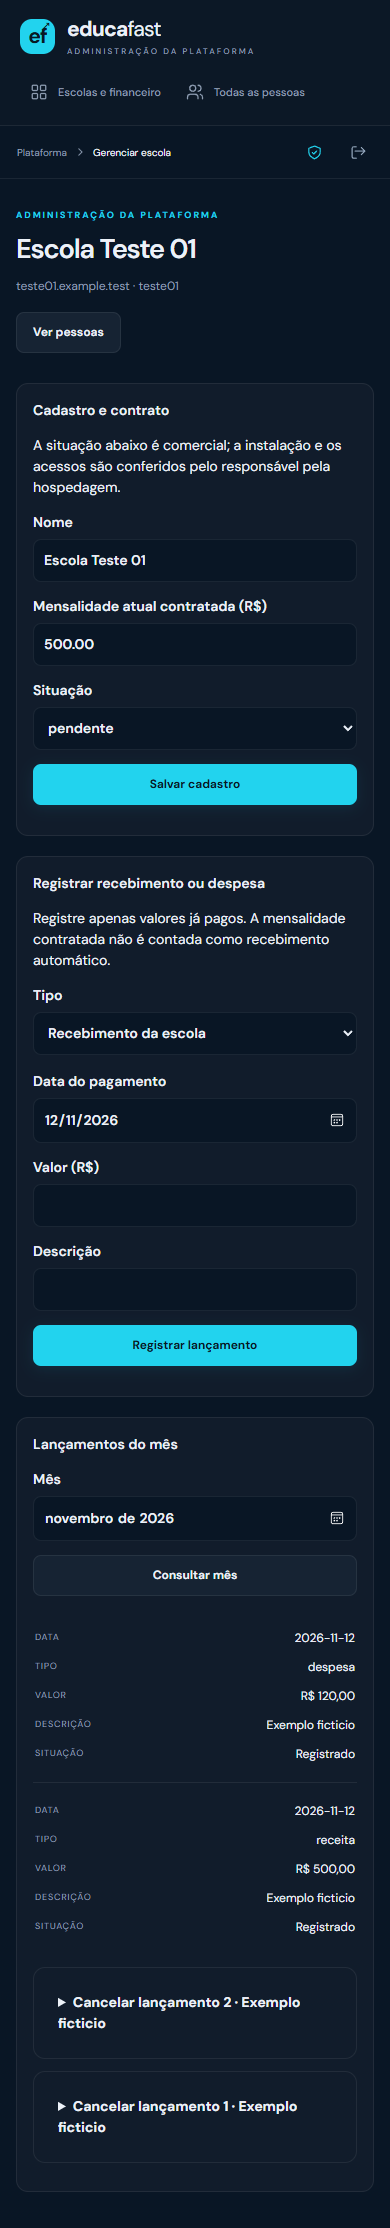 ef educafast
ADMINISTRAÇÃO DA PLATAFORMA
Escolas e financeiro Todas as pessoas
Plataforma > Gerenciar escola
ADMINISTRAÇÃO DA PLATAFORMA
Escola Teste 01
teste01.example.test · teste01
Ver pessoas
Cadastro e contrato
A situação abaixo é comercial; a instalação e os
acessos são conferidos pelo responsável pela
hospedagem.
Nome
Escola Teste 01
Mensalidade atual contratada (R$)
500.00
Situação
pendente
Salvar cadastro
Registrar recebimento ou despesa
Registre apenas valores já pagos. A mensalidade
contratada não é contada como recebimento
automático.
Tipo
Recebimento da escola
Data do pagamento
12/11/2026
Valor (R$)
Descrição
Registrar lançamento
Lançamentos do mês
Mês
novembro de 2026
Consultar mês
DATA 2026-11-12
TIPO despesa
VALOR R$ 120,00
DESCRIÇÃO Exemplo ficticio
SITUAÇÃO Registrado
DATA 2026-11-12
TIPO receita
VALOR R$ 500,00
DESCRIÇÃO Exemplo ficticio
SITUAÇÃO Registrado
▶ Cancelar lançamento 2 · Exemplo
ficticio
▶ Cancelar lançamento 1 · Exemplo
ficticio